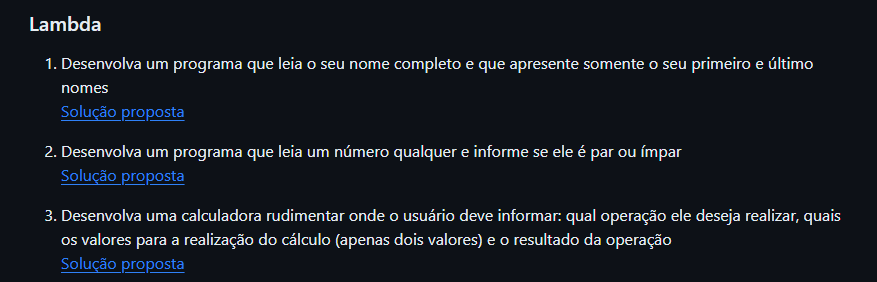 Lambda
1. Desenvolva um programa que leia o seu nome completo e que apresente somente o seu primeiro e último
nomes
Solução proposta
2. Desenvolva um programa que leia um número qualquer e informe se ele é par ou ímpar
Solução proposta
3. Desenvolva uma calculadora rudimentar onde o usuário deve informar: qual operação ele deseja realizar, quais
os valores para a realização do cálculo (apenas dois valores) e o resultado da operação
Solução proposta